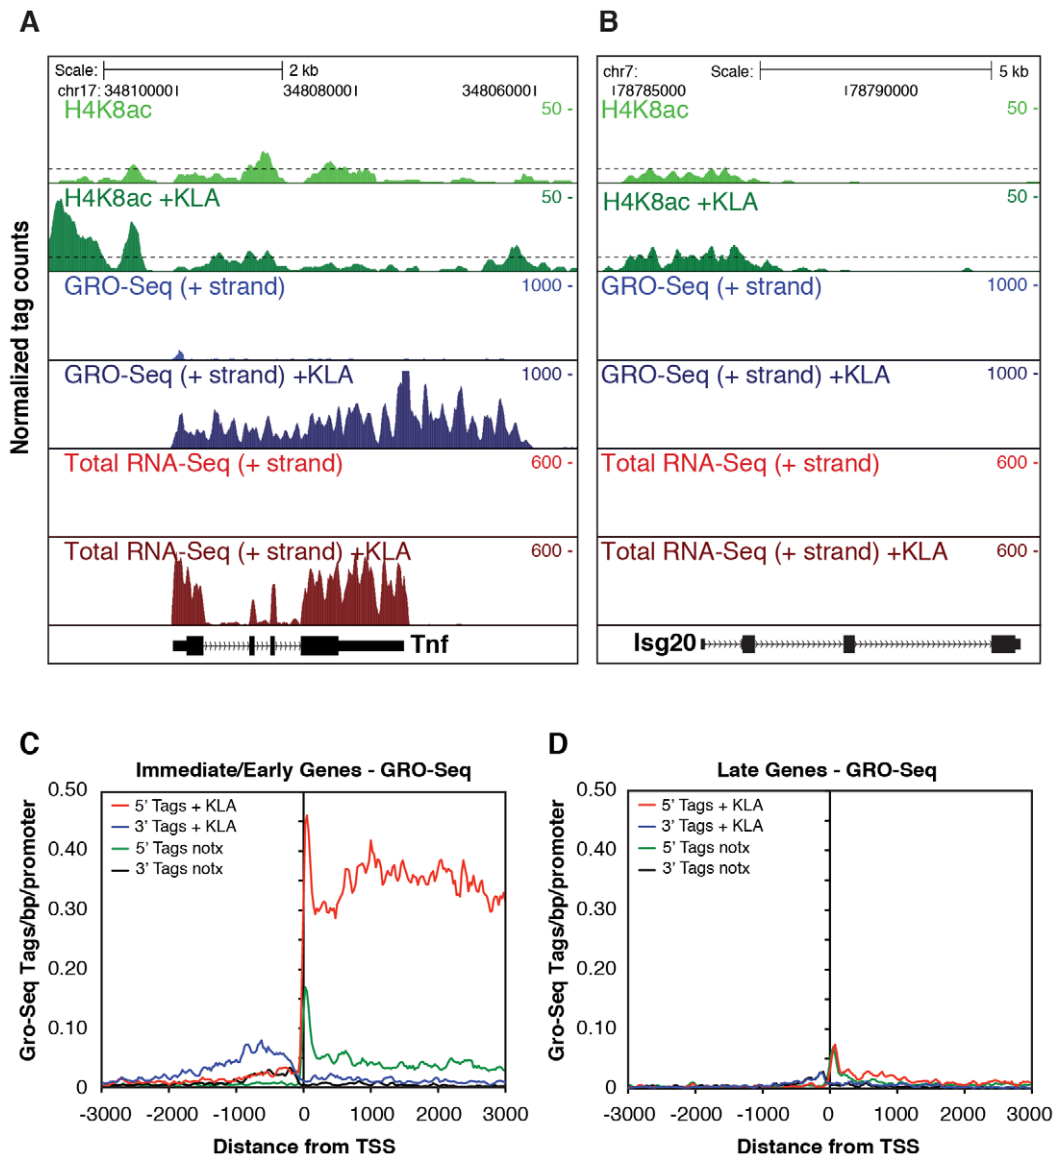 A
B
Scale: 2 kb
chr17: 34810000 34808000 34806000
H4K8ac 50 -
H4K8ac +KLA 50 -
GRO-Seq (+ strand) 1000 -
GRO-Seq (+ strand) +KLA 1000 -
Total RNA-Seq (+ strand) 600 -
Total RNA-Seq (+ strand) +KLA 600 -
Tnf
Normalized tag counts
chr7: Scale: 5 kb
78785000 78790000
H4K8ac 50 -
H4K8ac +KLA 50 -
GRO-Seq (+ strand) 1000 -
GRO-Seq (+ strand) +KLA 1000 -
Total RNA-Seq (+ strand) 600 -
Total RNA-Seq (+ strand) +KLA 600 -
Isg20
C
Immediate/Early Genes - GRO-Seq
Gro-Seq Tags/bp/promoter
0.50
0.40
0.30
0.20
0.10
0
5' Tags + KLA
3' Tags + KLA
5' Tags notx
3' Tags notx
-3000 -2000 -1000 0 1000 2000 3000
Distance from TSS
D
Late Genes - GRO-Seq
Gro-Seq Tags/bp/promoter
0.50
0.40
0.30
0.20
0.10
0
5' Tags + KLA
3' Tags + KLA
5' Tags notx
3' Tags notx
-3000 -2000 -1000 0 1000 2000 3000
Distance from TSS